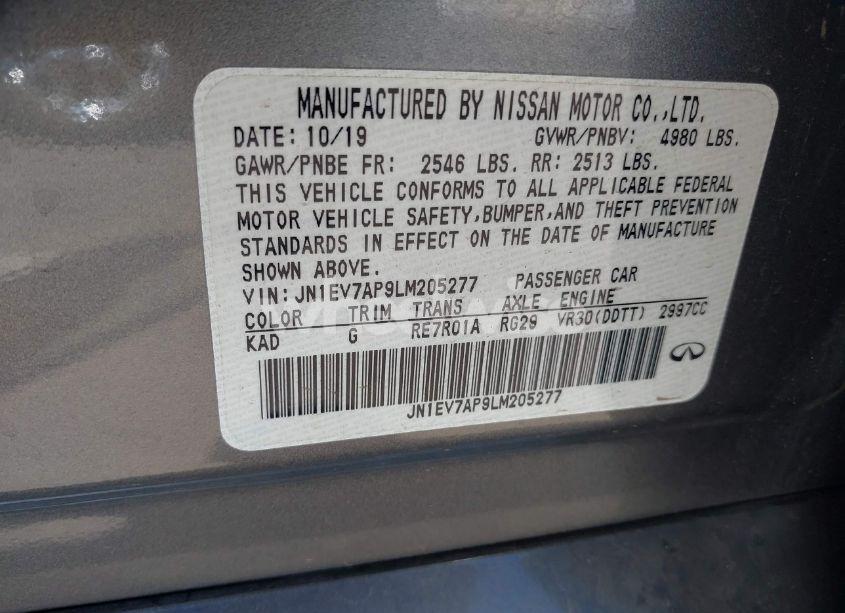 MANUFACTURED BY NISSAN MOTOR CO.,LTD.
DATE: 10/19 GVWR/PNBV: 4980 LBS.
GAWR/PNBE FR: 2546 LBS. RR: 2513 LBS.
THIS VEHICLE CONFORMS TO ALL APPLICABLE FEDERAL
MOTOR VEHICLE SAFETY,BUMPER,AND THEFT PREVENTION
STANDARDS IN EFFECT ON THE DATE OF MANUFACTURE
SHOWN ABOVE.
VIN:JN1EV7AP9LM205277 PASSENGER CAR
COLOR TRIM TRANS AXLE ENGINE
KAD G RE7R01A RG29 VR30(DDTT) 2997CC
JN1EV7AP9LM205277